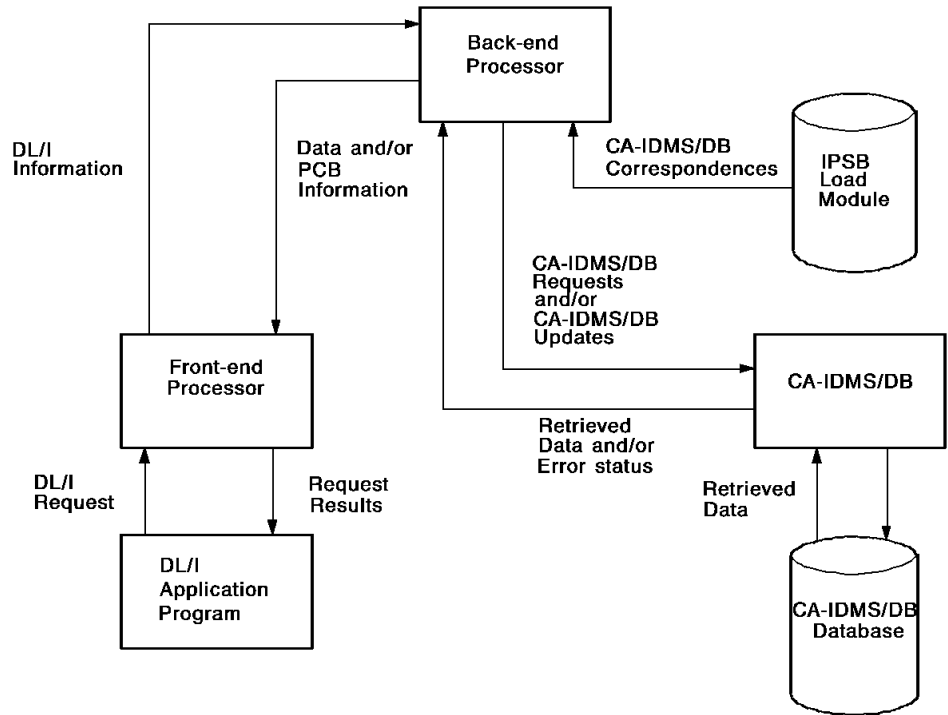 Back-end
Processor
DL/I
Information
Data and/or
PCB
Information
CA-IDMS/DB
Correspondences
IPSB
Load
Module
CA-IDMS/DB
Requests
and/or
CA-IDMS/DB
Updates
Front-end
Processor
CA-IDMS/DB
Retrieved
Data and/or
Error status
DL/I
Request
Request
Results
Retrieved
Data
DL/I
Application
Program
CA-IDMS/DB
Database